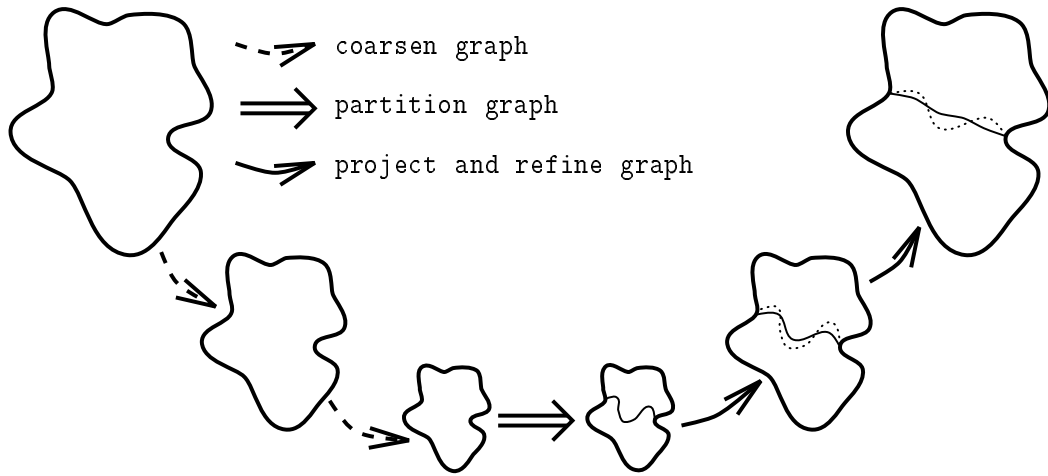 coarsen graph
partition graph
project and refine graph